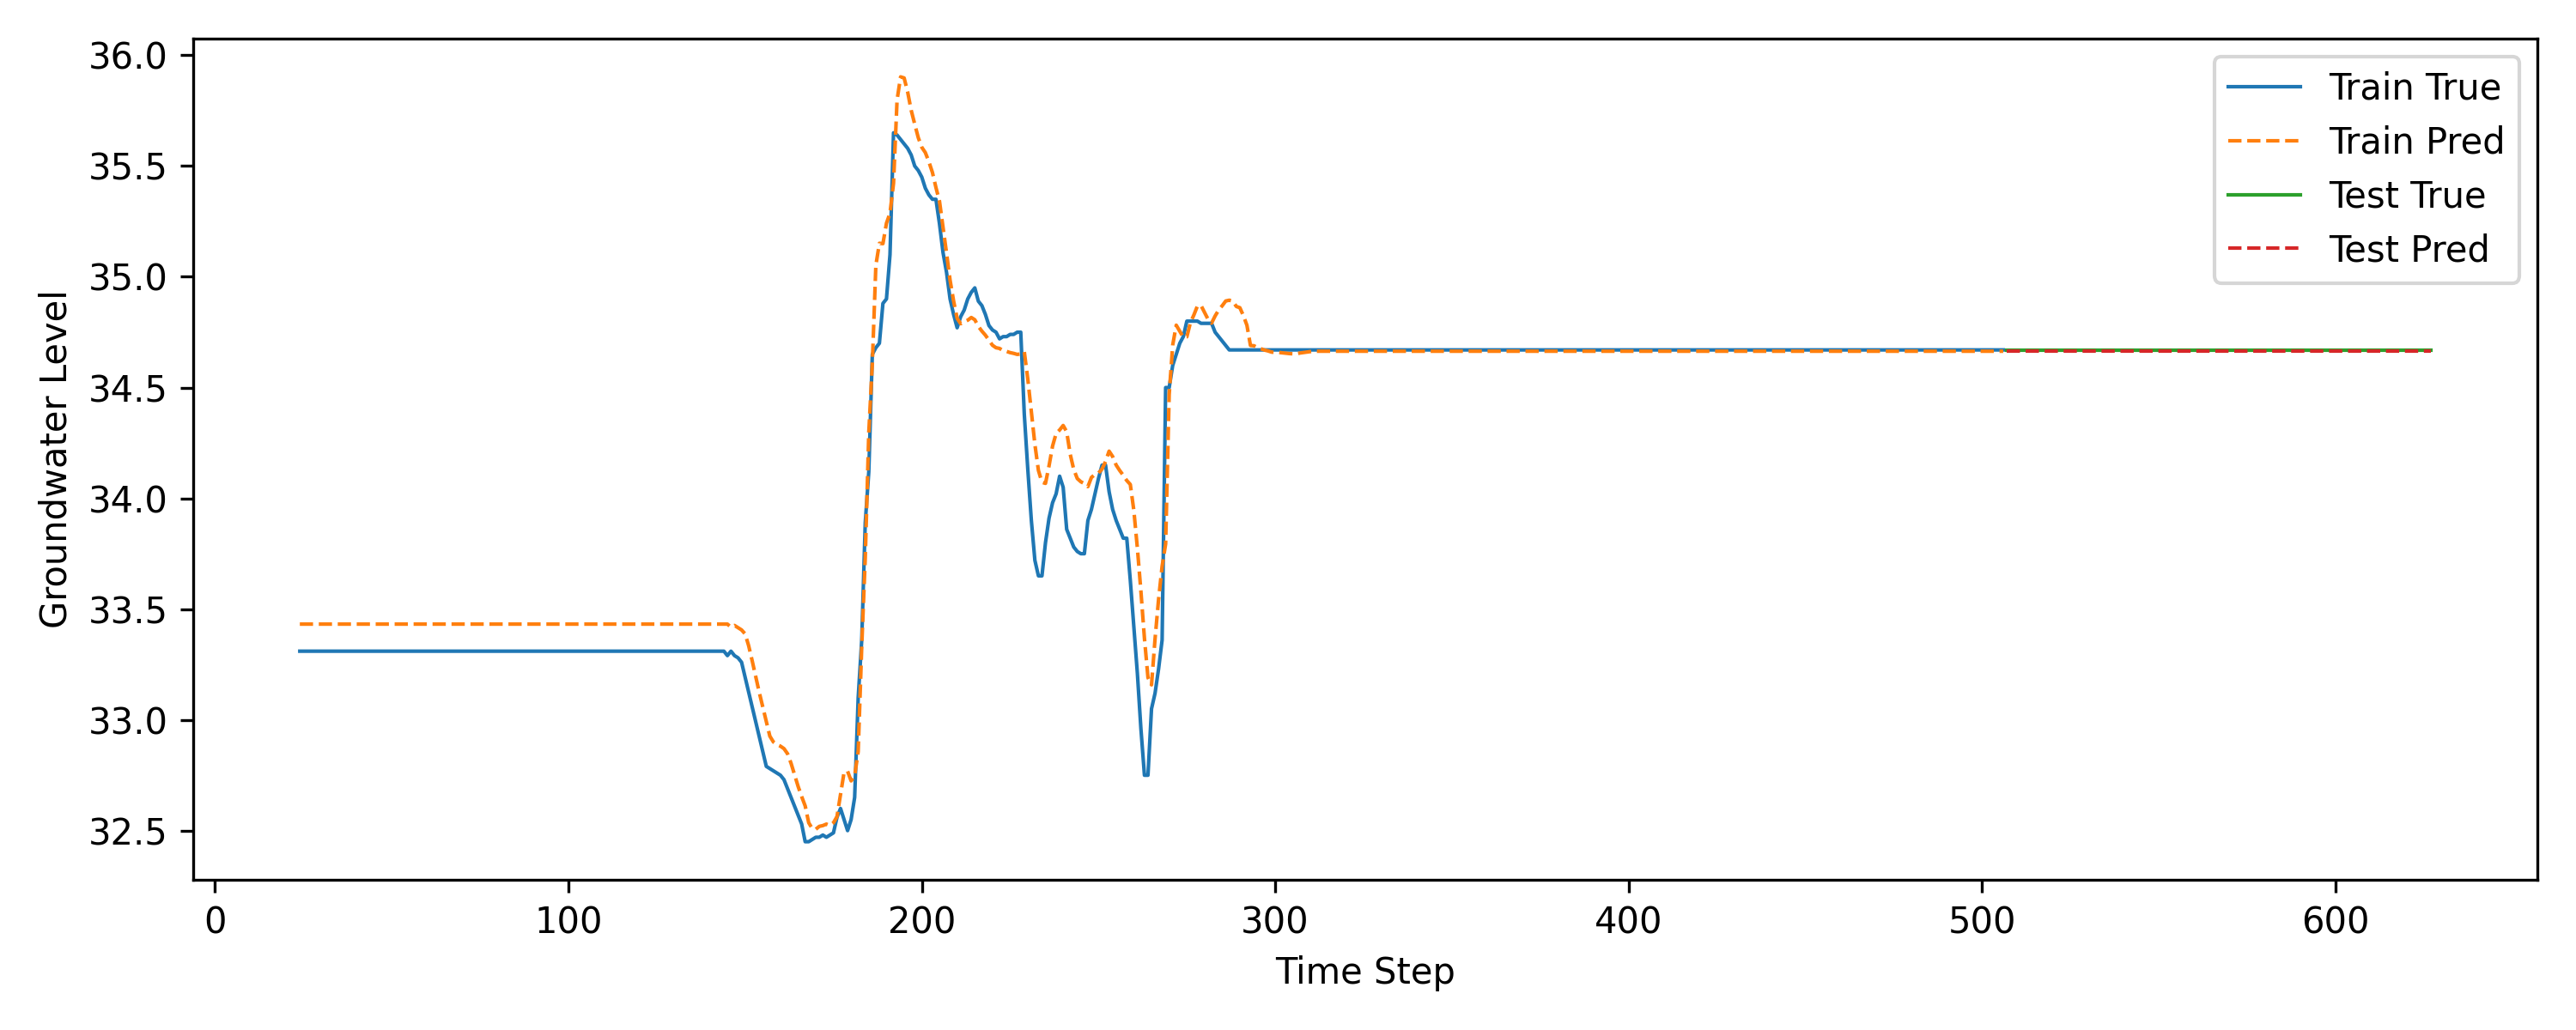 36.0
35.5
35.0
34.5
34.0
33.5
33.0
32.5
Groundwater Level
0 100 200 300 400 500 600
Time Step
Train True
Train Pred
Test True
Test Pred